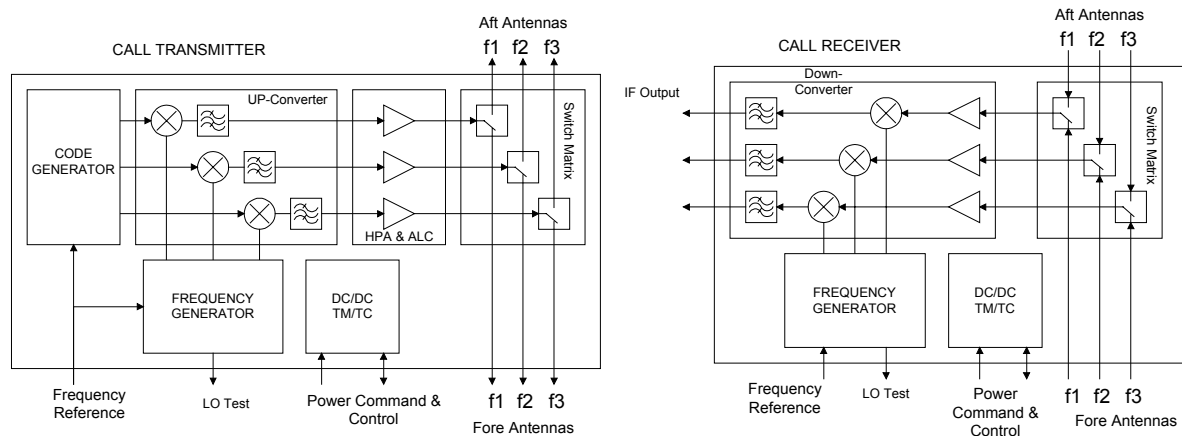 Aft Antennas
f1 f2 f3
CALL TRANSMITTER
UP-Converter
Switch Matrix
CODE
GENERATOR
HPA & ALC
FREQUENCY
GENERATOR
DC/DC
TM/TC
Frequency
Reference
LO Test
Power Command &
Control
f1 f2 f3
Fore Antennas
Aft Antennas
f1 f2 f3
CALL RECEIVER
Down-
Converter
IF Output
Switch Matrix
FREQUENCY
GENERATOR
DC/DC
TM/TC
Frequency
Reference
LO Test
Power
Command &
Control
f1 f2 f3
Fore Antennas